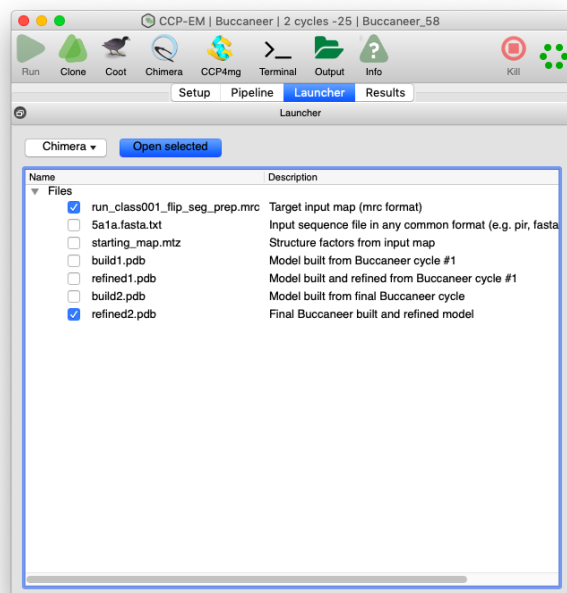 CCP-EM | Buccaneer | 2 cycles -25 | Buccaneer_58
Run Clone Coot Chimera CCP4mg Terminal Output Info Kill
Setup Pipeline Launcher Results
Launcher
Chimera Open selected
Name Description
Files
run_class001_flip_seg_prep.mrc Target input map (mrc format)
5a1a.fasta.txt Input sequence file in any common format (e.g. pir, fasta
starting_map.mtz Structure factors from input map
build1.pdb Model built from Buccaneer cycle #1
refined1.pdb Model built and refined from Buccaneer cycle #1
build2.pdb Model built from final Buccaneer cycle
refined2.pdb Final Buccaneer built and refined model